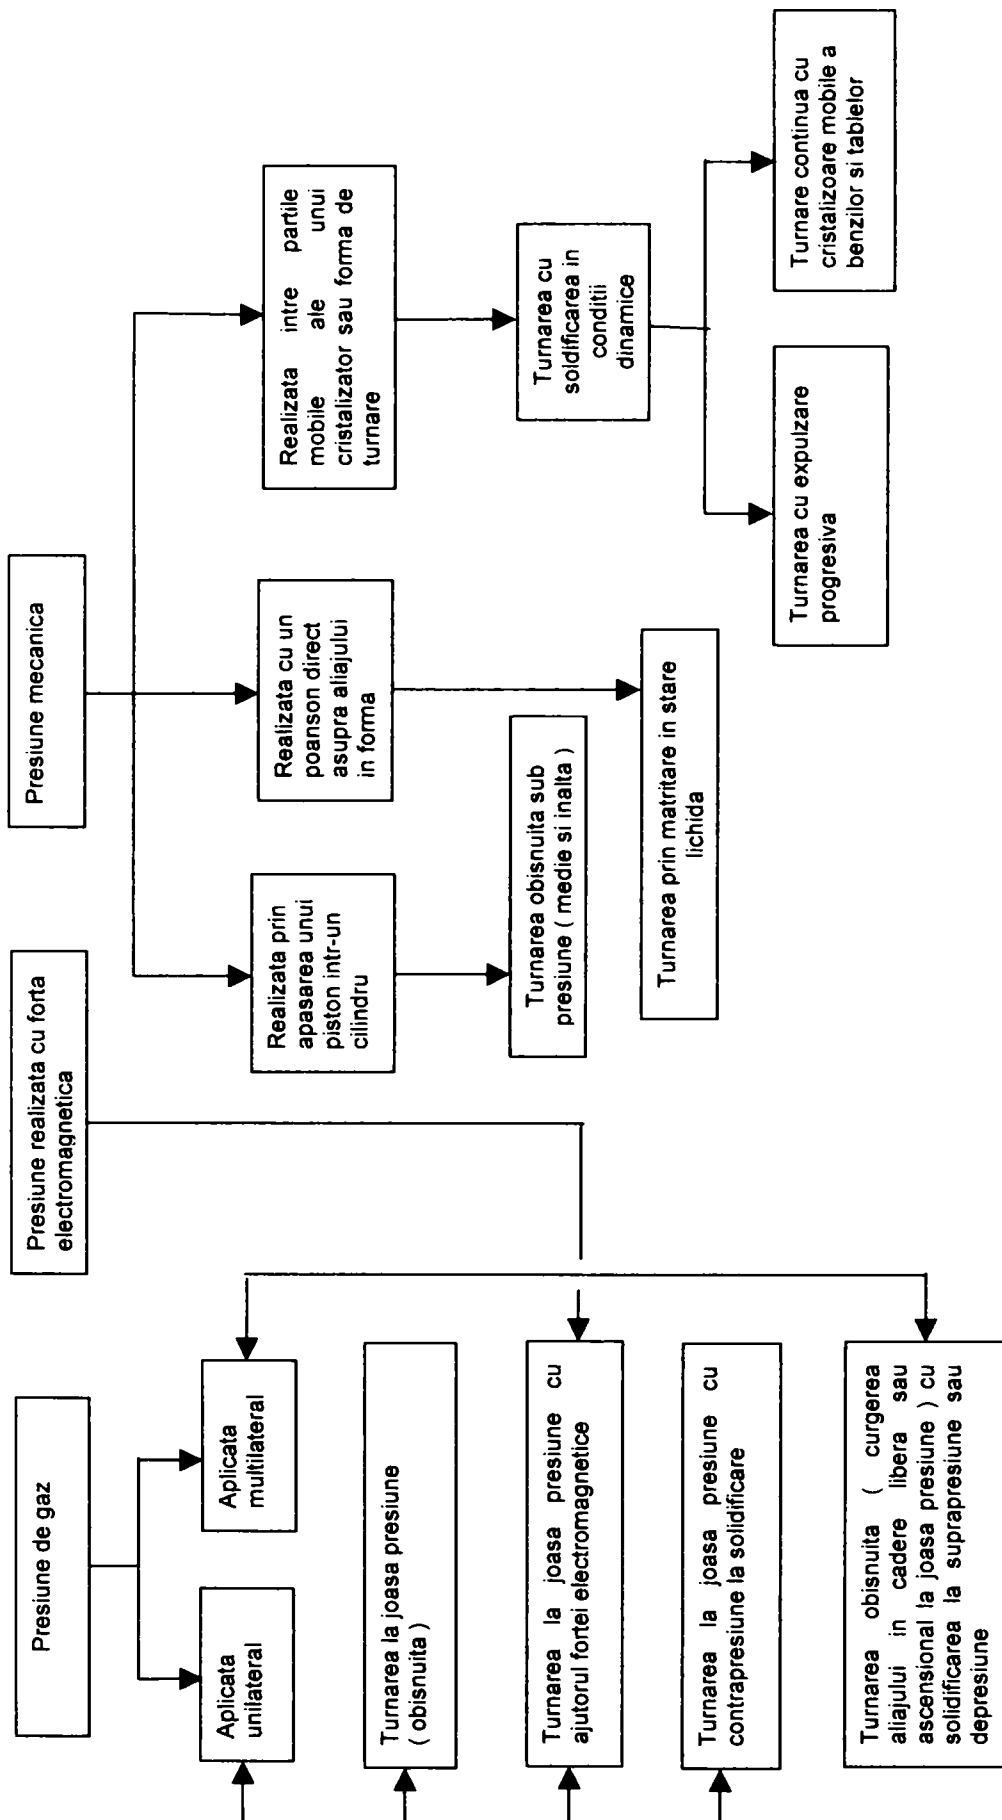 Presiune de gaz
Presiune realizata cu forta
electromagnetica
Presiune mecanica
Aplicata
unilateral
Aplicata
multilateral
Realizata prin
apasarea unui
piston intr-un
cilindru
Realizata cu un
poanson direct
asupra aliajului
in forma
Realizata intre partile
mobile ale unui
cristalizator sau forma de
turnare
Turnarea la joasa presiune
( obisnuita )
Turnarea obisnuita sub
presiune ( medie si inalta )
Turnarea cu
soldificarea in
conditii
dinamice
Turnarea la joasa presiune cu
ajutorul fortei electromagnetice
Turnarea prin matritare in stare
lichida
Turnarea la joasa presiune cu
contrapresiune la solidificare
Turnarea cu expulzare
progresiva
Turnare continua cu
cristalizoare mobile a
benzilor si tablelor
Turnarea obisnuita ( curgerea
aliajului in cadere libera sau
ascensional la joasa presiune ) cu
solidificarea la suprapresiune sau
depresiune